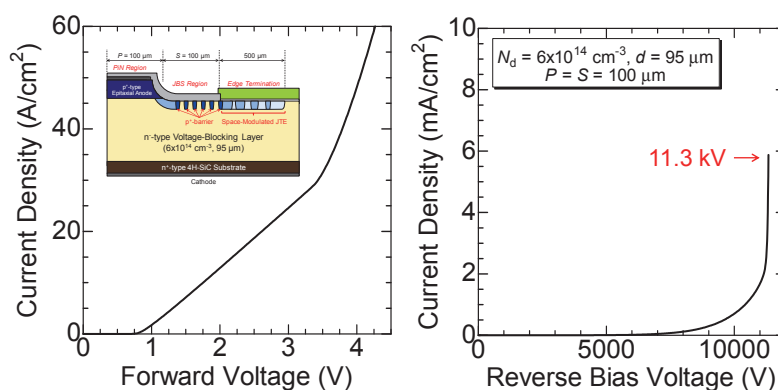 60
40
20
0
0
1
2
3
4
Current Density (A/cm²)
Forward Voltage (V)
P = 100 μm
S = 100 μm
500 μm
PiN Region
JBS Region
Edge Termination
p⁺-type
Epitaxial Anode
p⁺-barrier
Space-Modulated JTE
n⁻-type Voltage-Blocking Layer
(6x10¹⁴ cm⁻³, 95 μm)
n⁺-type 4H-SiC Substrate
Cathode
10
8
6
4
2
0
0
5000
10000
Current Density (mA/cm²)
Reverse Bias Voltage (V)
N_d = 6x10¹⁴ cm⁻³, d = 95 μm
P = S = 100 μm
11.3 kV